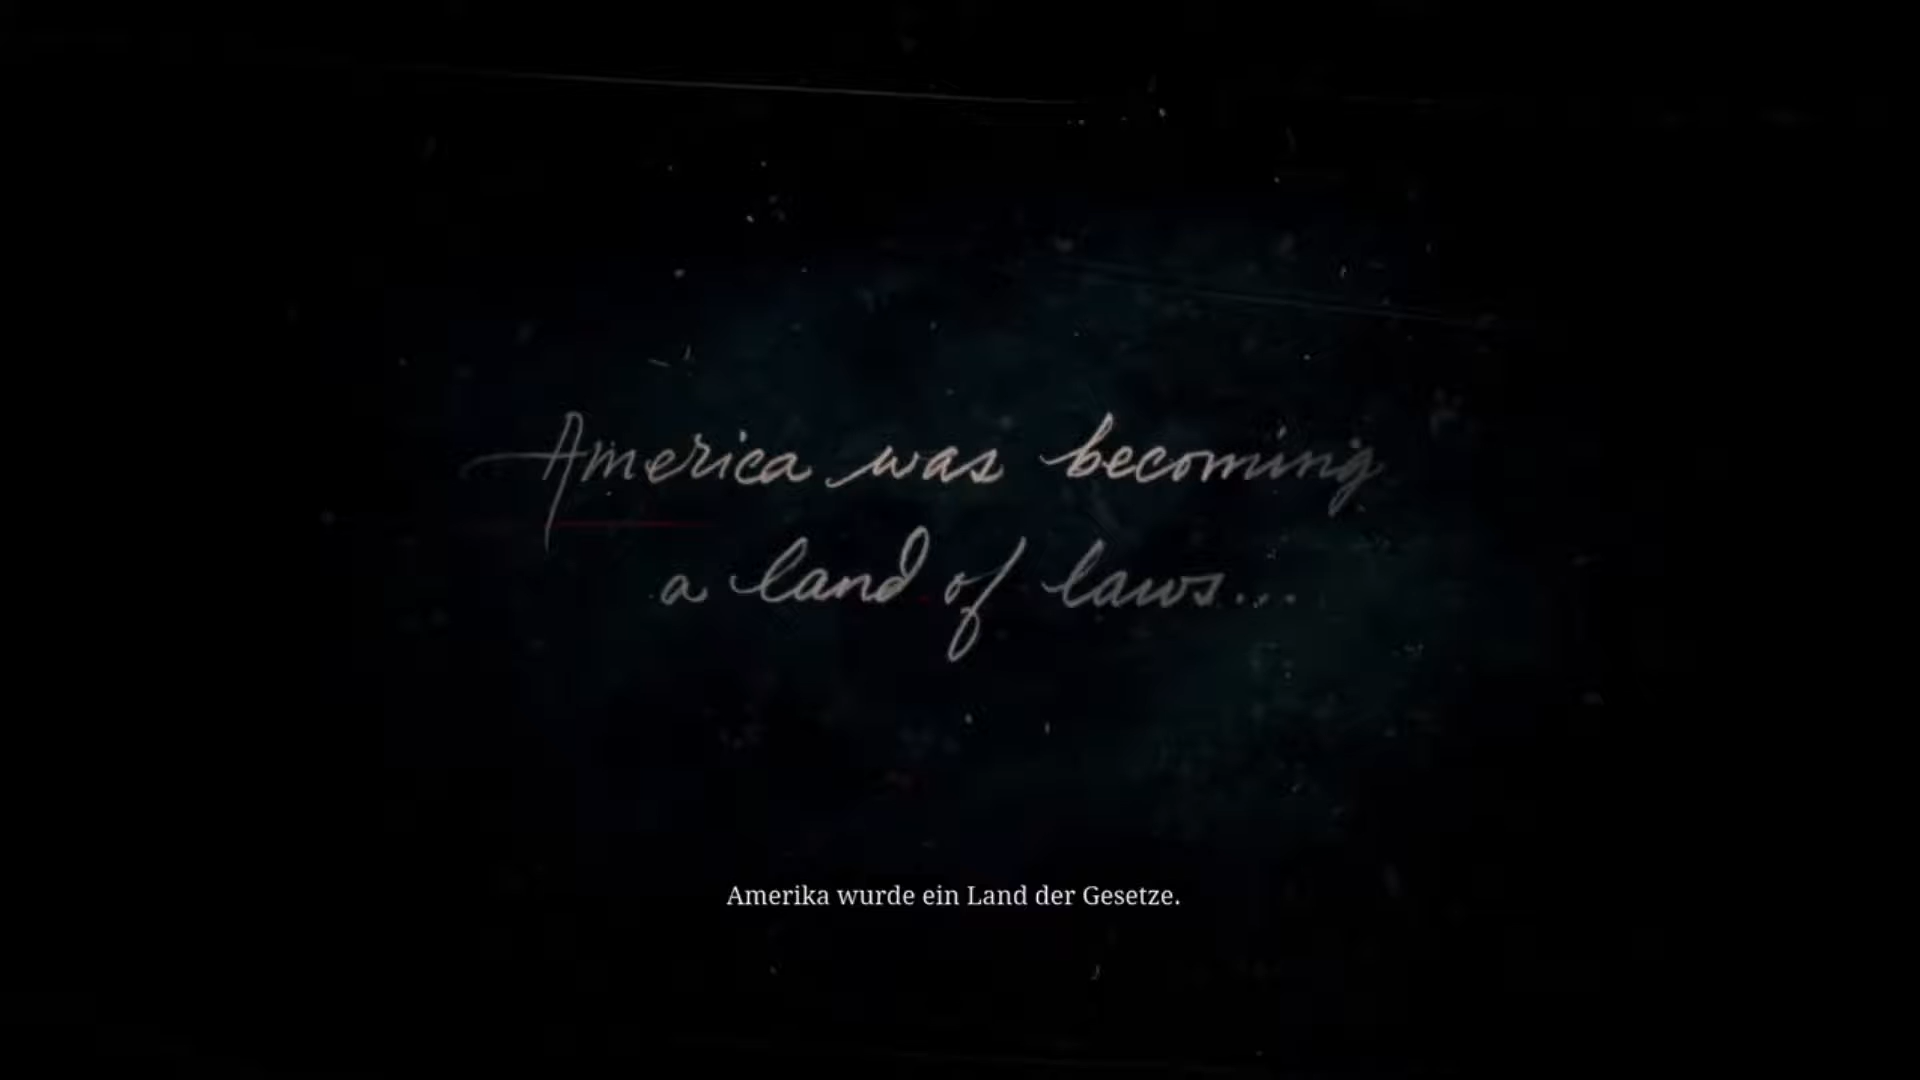 America was becoming
a land of laws...
Amerika wurde ein Land der Gesetze.